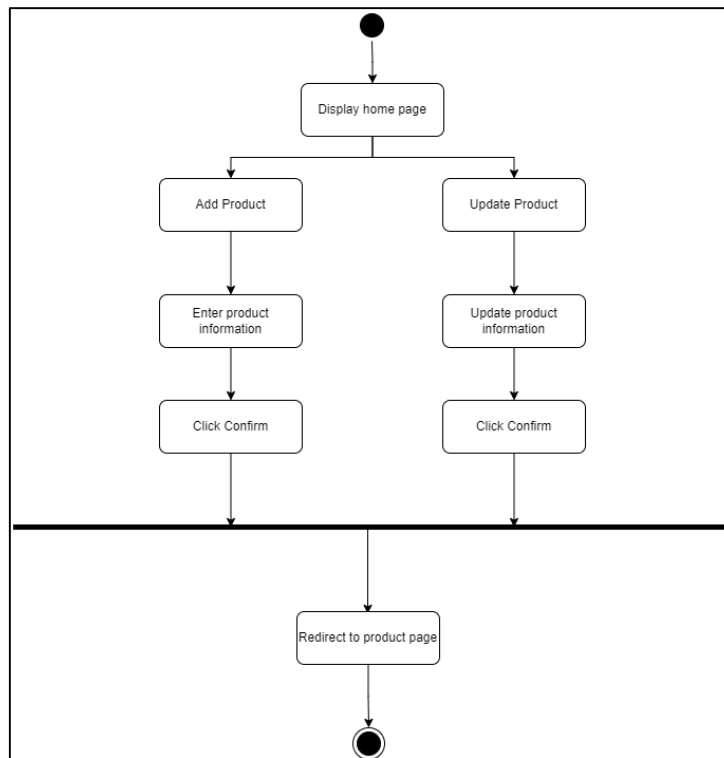 Display home page
Add Product
Update Product
Enter product
information
Update product
information
Click Confirm
Click Confirm
Redirect to product page